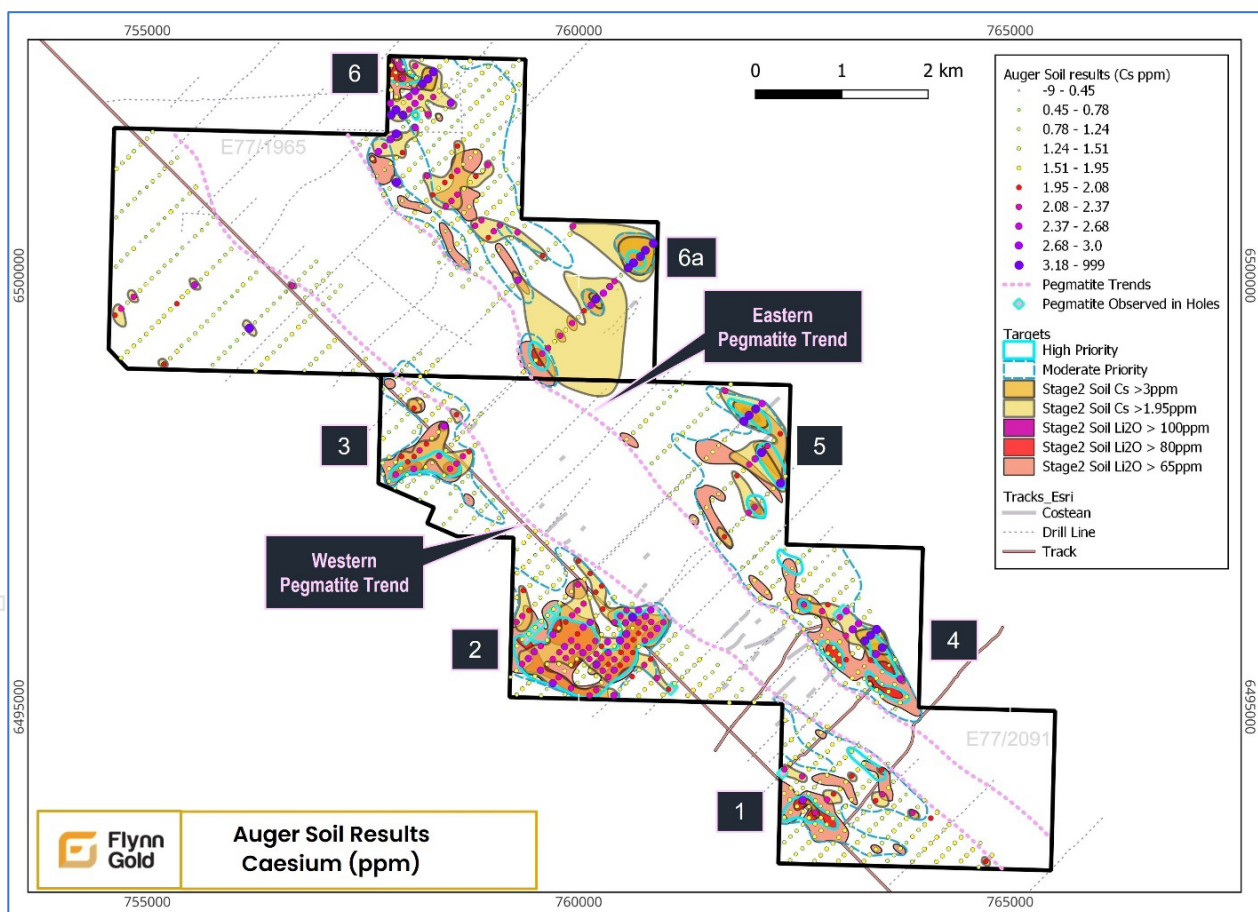 755000
760000
765000
6
0
1
2 km
E77/1965
6500000
6500000
6a
Eastern
Pegmatite Trend
3
5
Western
Pegmatite Trend
2
4
6495000
6495000
E77/2091
1
Auger Soil results (Cs ppm)
-9 - 0.45
0.45 - 0.78
0.78 - 1.24
1.24 - 1.51
1.51 - 1.95
1.95 - 2.08
2.08 - 2.37
2.37 - 2.68
2.68 - 3.0
3.18 - 999
Pegmatite Trends
Pegmatite Observed in Holes
Targets
High Priority
Moderate Priority
Stage2 Soil Cs >3ppm
Stage2 Soil Cs >1.95ppm
Stage2 Soil Li2O > 100ppm
Stage2 Soil Li2O > 80ppm
Stage2 Soil Li2O > 65ppm
Tracks_Esri
Costean
Drill Line
Track
Flynn
Gold
Auger Soil Results
Caesium (ppm)
755000
760000
765000